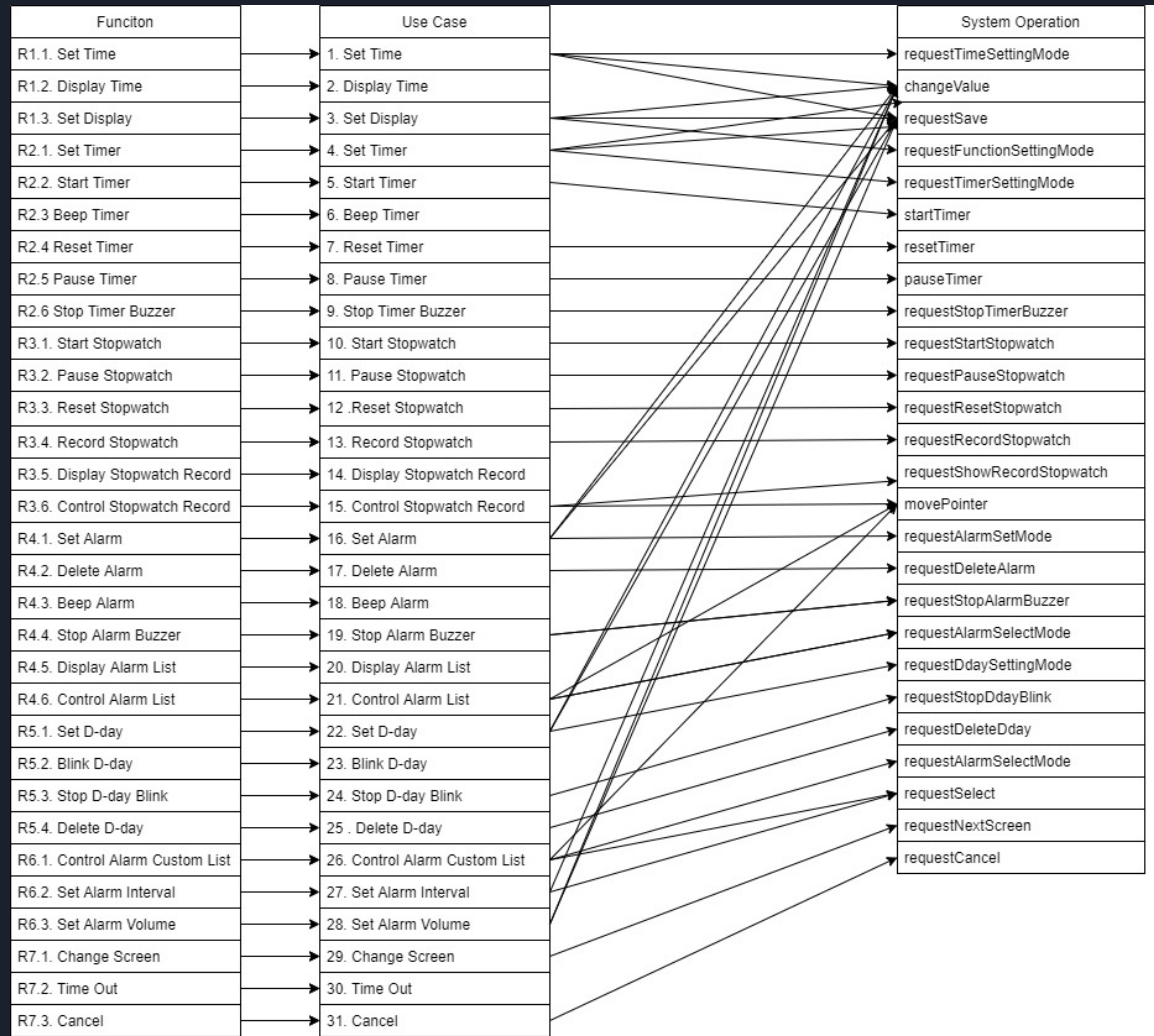 Funciton
Use Case
System Operation
R1.1. Set Time
1. Set Time
requestTimeSettingMode
R1.2. Display Time
2. Display Time
changeValue
R1.3. Set Display
3. Set Display
requestSave
R2.1. Set Timer
4. Set Timer
requestFunctionSettingMode
R2.2. Start Timer
5. Start Timer
requestTimerSettingMode
R2.3 Beep Timer
6. Beep Timer
startTimer
R2.4 Reset Timer
7. Reset Timer
resetTimer
R2.5 Pause Timer
8. Pause Timer
pauseTimer
R2.6 Stop Timer Buzzer
9. Stop Timer Buzzer
requestStopTimerBuzzer
R3.1. Start Stopwatch
10. Start Stopwatch
requestStartStopwatch
R3.2. Pause Stopwatch
11. Pause Stopwatch
requestPauseStopwatch
R3.3. Reset Stopwatch
12 .Reset Stopwatch
requestResetStopwatch
R3.4. Record Stopwatch
13. Record Stopwatch
requestRecordStopwatch
R3.5. Display Stopwatch Record
14. Display Stopwatch Record
requestShowRecordStopwatch
R3.6. Control Stopwatch Record
15. Control Stopwatch Record
movePointer
R4.1. Set Alarm
16. Set Alarm
requestAlarmSetMode
R4.2. Delete Alarm
17. Delete Alarm
requestDeleteAlarm
R4.3. Beep Alarm
18. Beep Alarm
requestStopAlarmBuzzer
R4.4. Stop Alarm Buzzer
19. Stop Alarm Buzzer
requestAlarmSelectMode
R4.5. Display Alarm List
20. Display Alarm List
requestDdaySettingMode
R4.6. Control Alarm List
21. Control Alarm List
requestStopDdayBlink
R5.1. Set D-day
22. Set D-day
requestDeleteDday
R5.2. Blink D-day
23. Blink D-day
requestAlarmSelectMode
R5.3. Stop D-day Blink
24. Stop D-day Blink
requestSelect
R5.4. Delete D-day
25 . Delete D-day
requestNextScreen
R6.1. Control Alarm Custom List
26. Control Alarm Custom List
requestCancel
R6.2. Set Alarm Interval
27. Set Alarm Interval
R6.3. Set Alarm Volume
28. Set Alarm Volume
R7.1. Change Screen
29. Change Screen
R7.2. Time Out
30. Time Out
R7.3. Cancel
31. Cancel